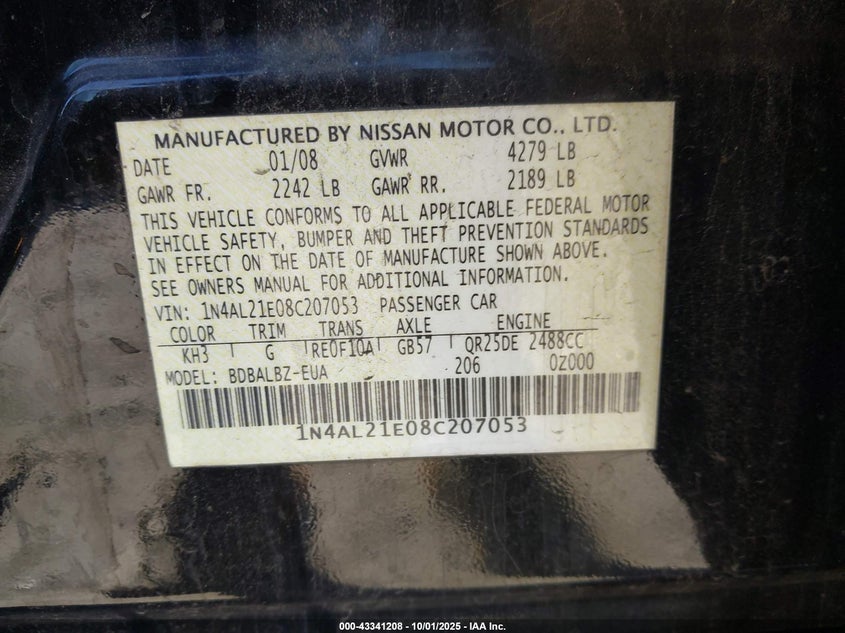 MANUFACTURED BY NISSAN MOTOR CO., LTD.
DATE 01/08 GVWR 4279 LB
GAWR FR. 2242 LB GAWR RR. 2189 LB
THIS VEHICLE CONFORMS TO ALL APPLICABLE FEDERAL MOTOR
VEHICLE SAFETY, BUMPER AND THEFT PREVENTION STANDARDS
IN EFFECT ON THE DATE OF MANUFACTURE SHOWN ABOVE.
SEE OWNERS MANUAL FOR ADDITIONAL INFORMATION.
VIN: 1N4AL21E08C207053 PASSENGER CAR
COLOR TRIM TRANS AXLE ENGINE
KH3 G RE0F10A GB57 QR25DE 2488CC
MODEL: BDBALBZ-EUA 206 0Z000
1N4AL21E08C207053
000-43341208 - 10/01/2025 - IAA Inc.